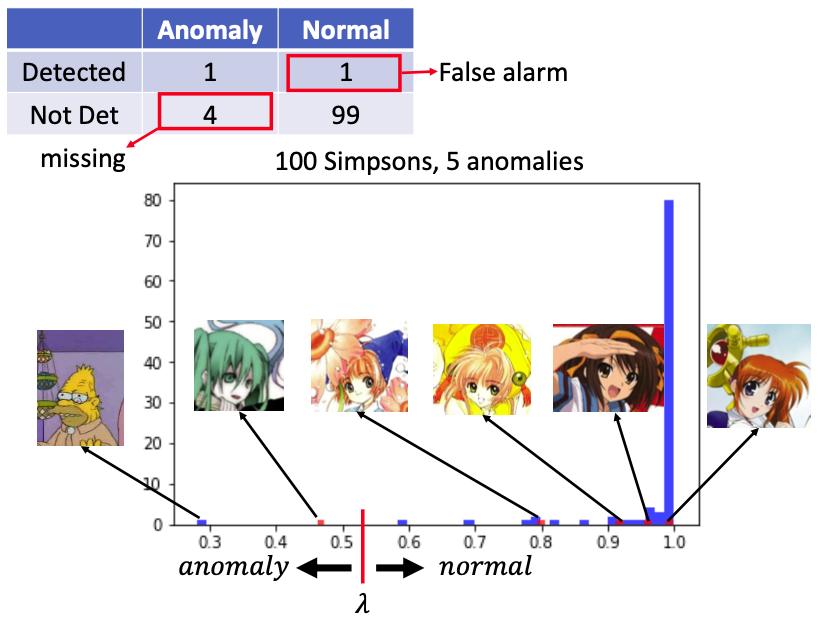 Anomaly Normal
Detected 1 1
False alarm
Not Det 4 99
missing
100 Simpsons, 5 anomalies
80
70
60
50
40
30
20
10
0
0.3 0.4 0.5 0.6 0.7 0.8 0.9 1.0
anomaly normal
λ